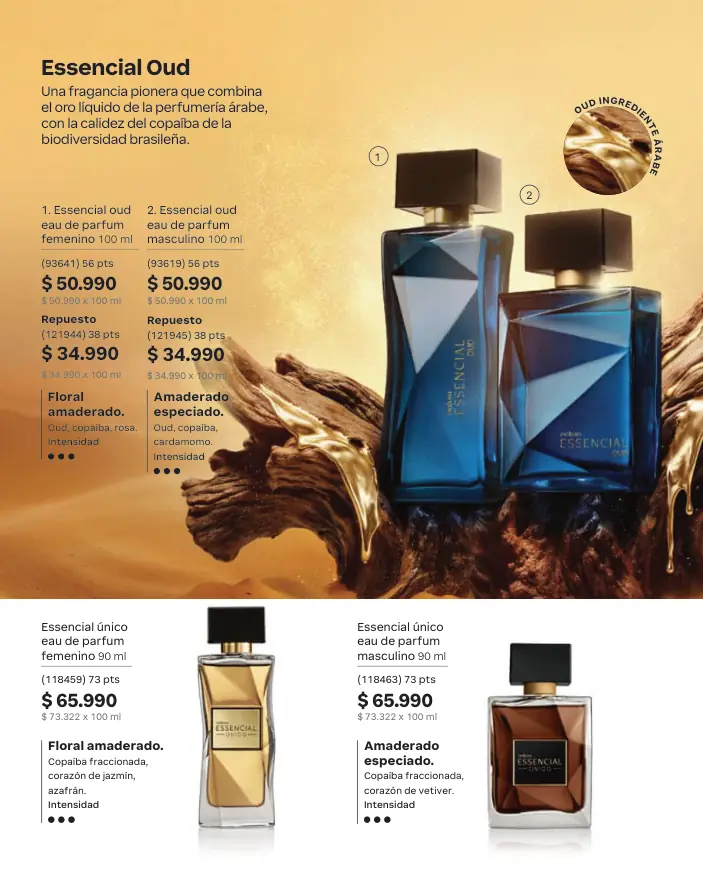 Essencial Oud
Una fragancia pionera que combina
el oro líquido de la perfumería árabe,
con la calidez del copaíba de la
biodiversidad brasileña.
OUD INGREDIENTE ÁRABE
1
2
1. Essencial oud
eau de parfum
femenino 100 ml
(93641) 56 pts
$ 50.990
$ 50.990 x 100 ml
Repuesto
(121944) 38 pts
$ 34.990
$ 34.990 x 100 ml
Floral
amaderado.
Oud, copaíba, rosa.
Intensidad
2. Essencial oud
eau de parfum
masculino 100 ml
(93619) 56 pts
$ 50.990
$ 50.990 x 100 ml
Repuesto
(121945) 38 pts
$ 34.990
$ 34.990 x 100 ml
Amaderado
especiado.
Oud, copaíba,
cardamomo.
Intensidad
natura
ESSENCIAL
OUD
natura
ESSENCIAL
OUD
Essencial único
eau de parfum
femenino 90 ml
(118459) 73 pts
$ 65.990
$ 73.322 x 100 ml
Floral amaderado.
Copaíba fraccionada,
corazón de jazmín,
azafrán.
Intensidad
natura
ESSENCIAL
ÚNICO
Essencial único
eau de parfum
masculino 90 ml
(118463) 73 pts
$ 65.990
$ 73.322 x 100 ml
Amaderado
especiado.
Copaíba fraccionada,
corazón de vetiver.
Intensidad
natura
ESSENCIAL
ÚNICO